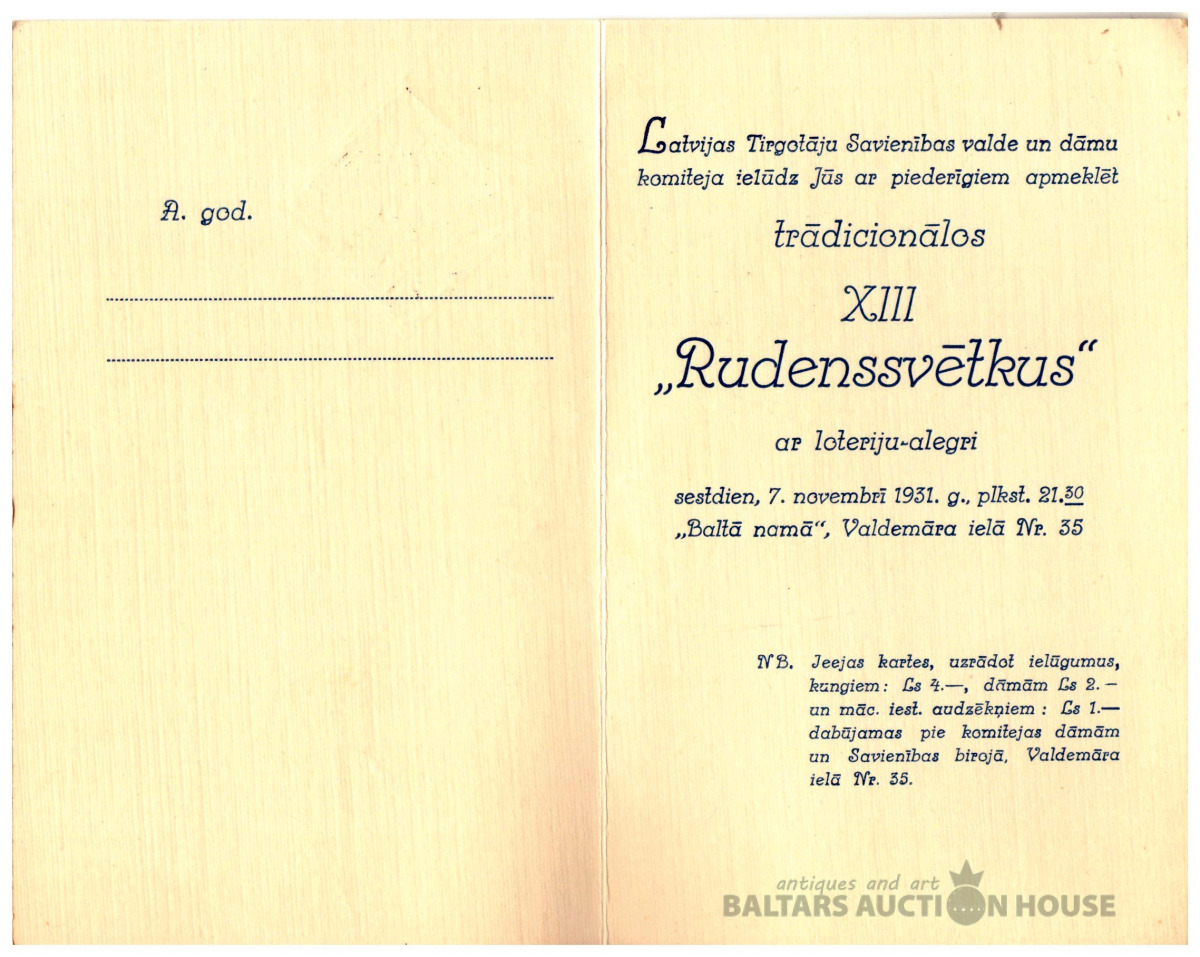 A. god.
Latvijas Tirgotāju Savienības valde un dāmu
komiteja ielūdz Jūs ar piederīgiem apmeklēt
trādicionālos
XIII
„Rudenssvētkus“
ar loteriju-alegri
sestdien, 7. novembrī 1931. g., plkst. 21.30
„Baltā namā“, Valdemāra ielā Nr. 35
NB. Jeejas kartes, uzrādot ielūgumus,
kungiem: Ls 4.—, dāmām Ls 2.—
un māc. iest. audzēkņiem: Ls 1.—
dabūjamas pie komitejas dāmām
un Savienības birojā, Valdemāra
ielā Nr. 35.
antiques and art
BALTARS AUCTION HOUSE